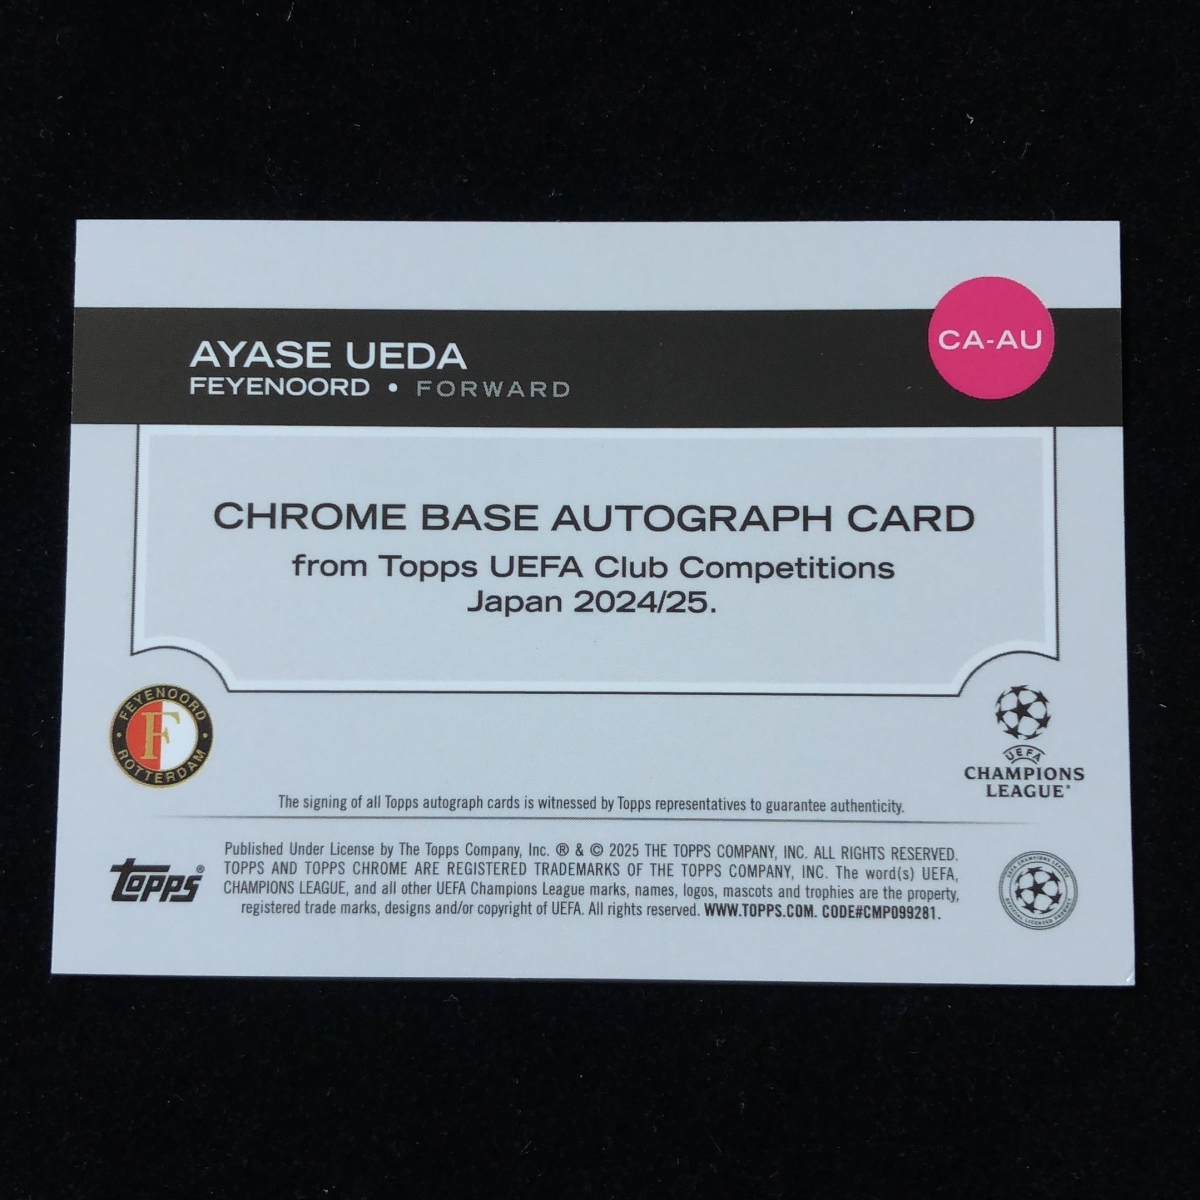 AYASE UEDA
FEYENOORD • FORWARD
CA-AU
CHROME BASE AUTOGRAPH CARD
from Topps UEFA Club Competitions
Japan 2024/25.
FEYENOORD
F
ROTTERDAM
UEFA
CHAMPIONS
LEAGUE®
The signing of all Topps autograph cards is witnessed by Topps representatives to guarantee authenticity.
topps®
Published Under License by The Topps Company, Inc. ® & © 2025 THE TOPPS COMPANY, INC. ALL RIGHTS RESERVED.
TOPPS AND TOPPS CHROME ARE REGISTERED TRADEMARKS OF THE TOPPS COMPANY, INC. The word(s) UEFA,
CHAMPIONS LEAGUE, and all other UEFA Champions League marks, names, logos, mascots and trophies are the property,
registered trade marks, designs and/or copyright of UEFA. All rights reserved. WWW.TOPPS.COM. CODE#CMP099281.